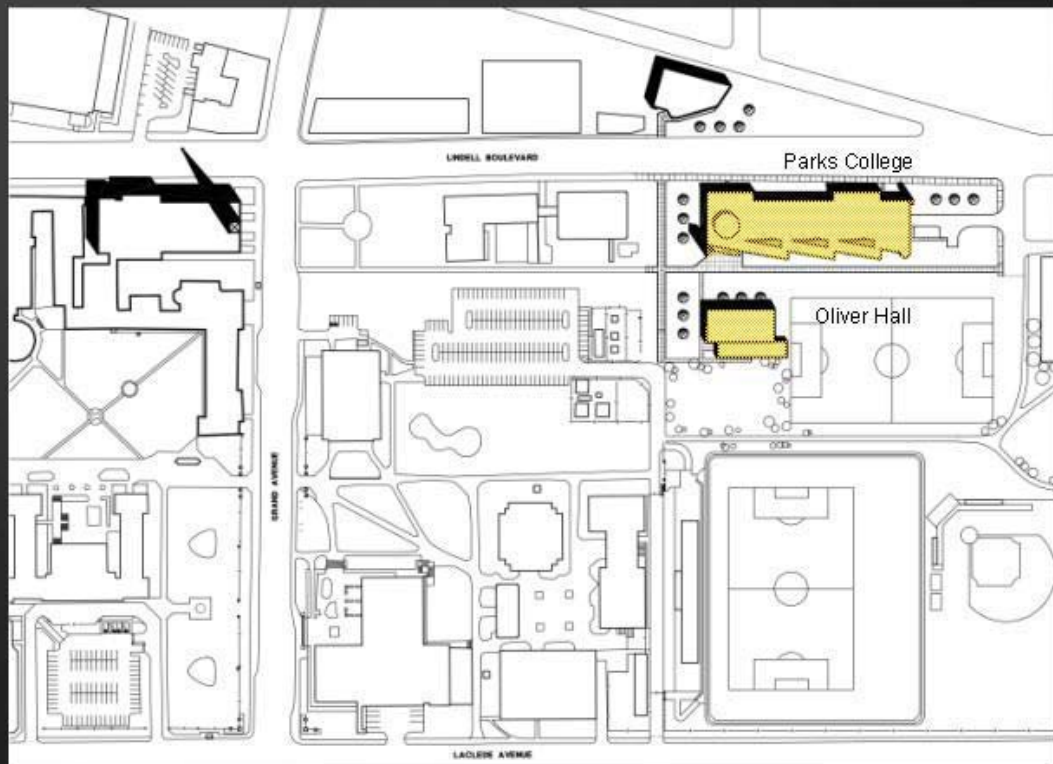 LINDELL BOULEVARD
Parks College
Oliver Hall
GRAND AVENUE
LACLEDE AVENUE